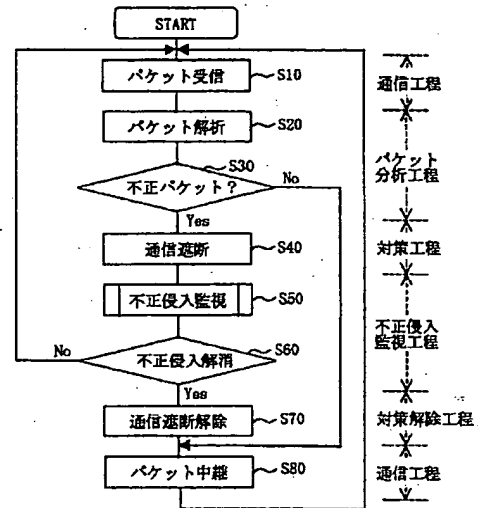 START
パケット受信
S10
通信工程
パケット解析
S20
S30
不正パケット?
No
パケット
分析工程
Yes
通信遮断
S40
対策工程
不正侵入監視
S50
不正侵入
監視工程
S60
No
不正侵入解消
Yes
通信遮断解除
S70
対策解除工程
パケット中継
S80
通信工程